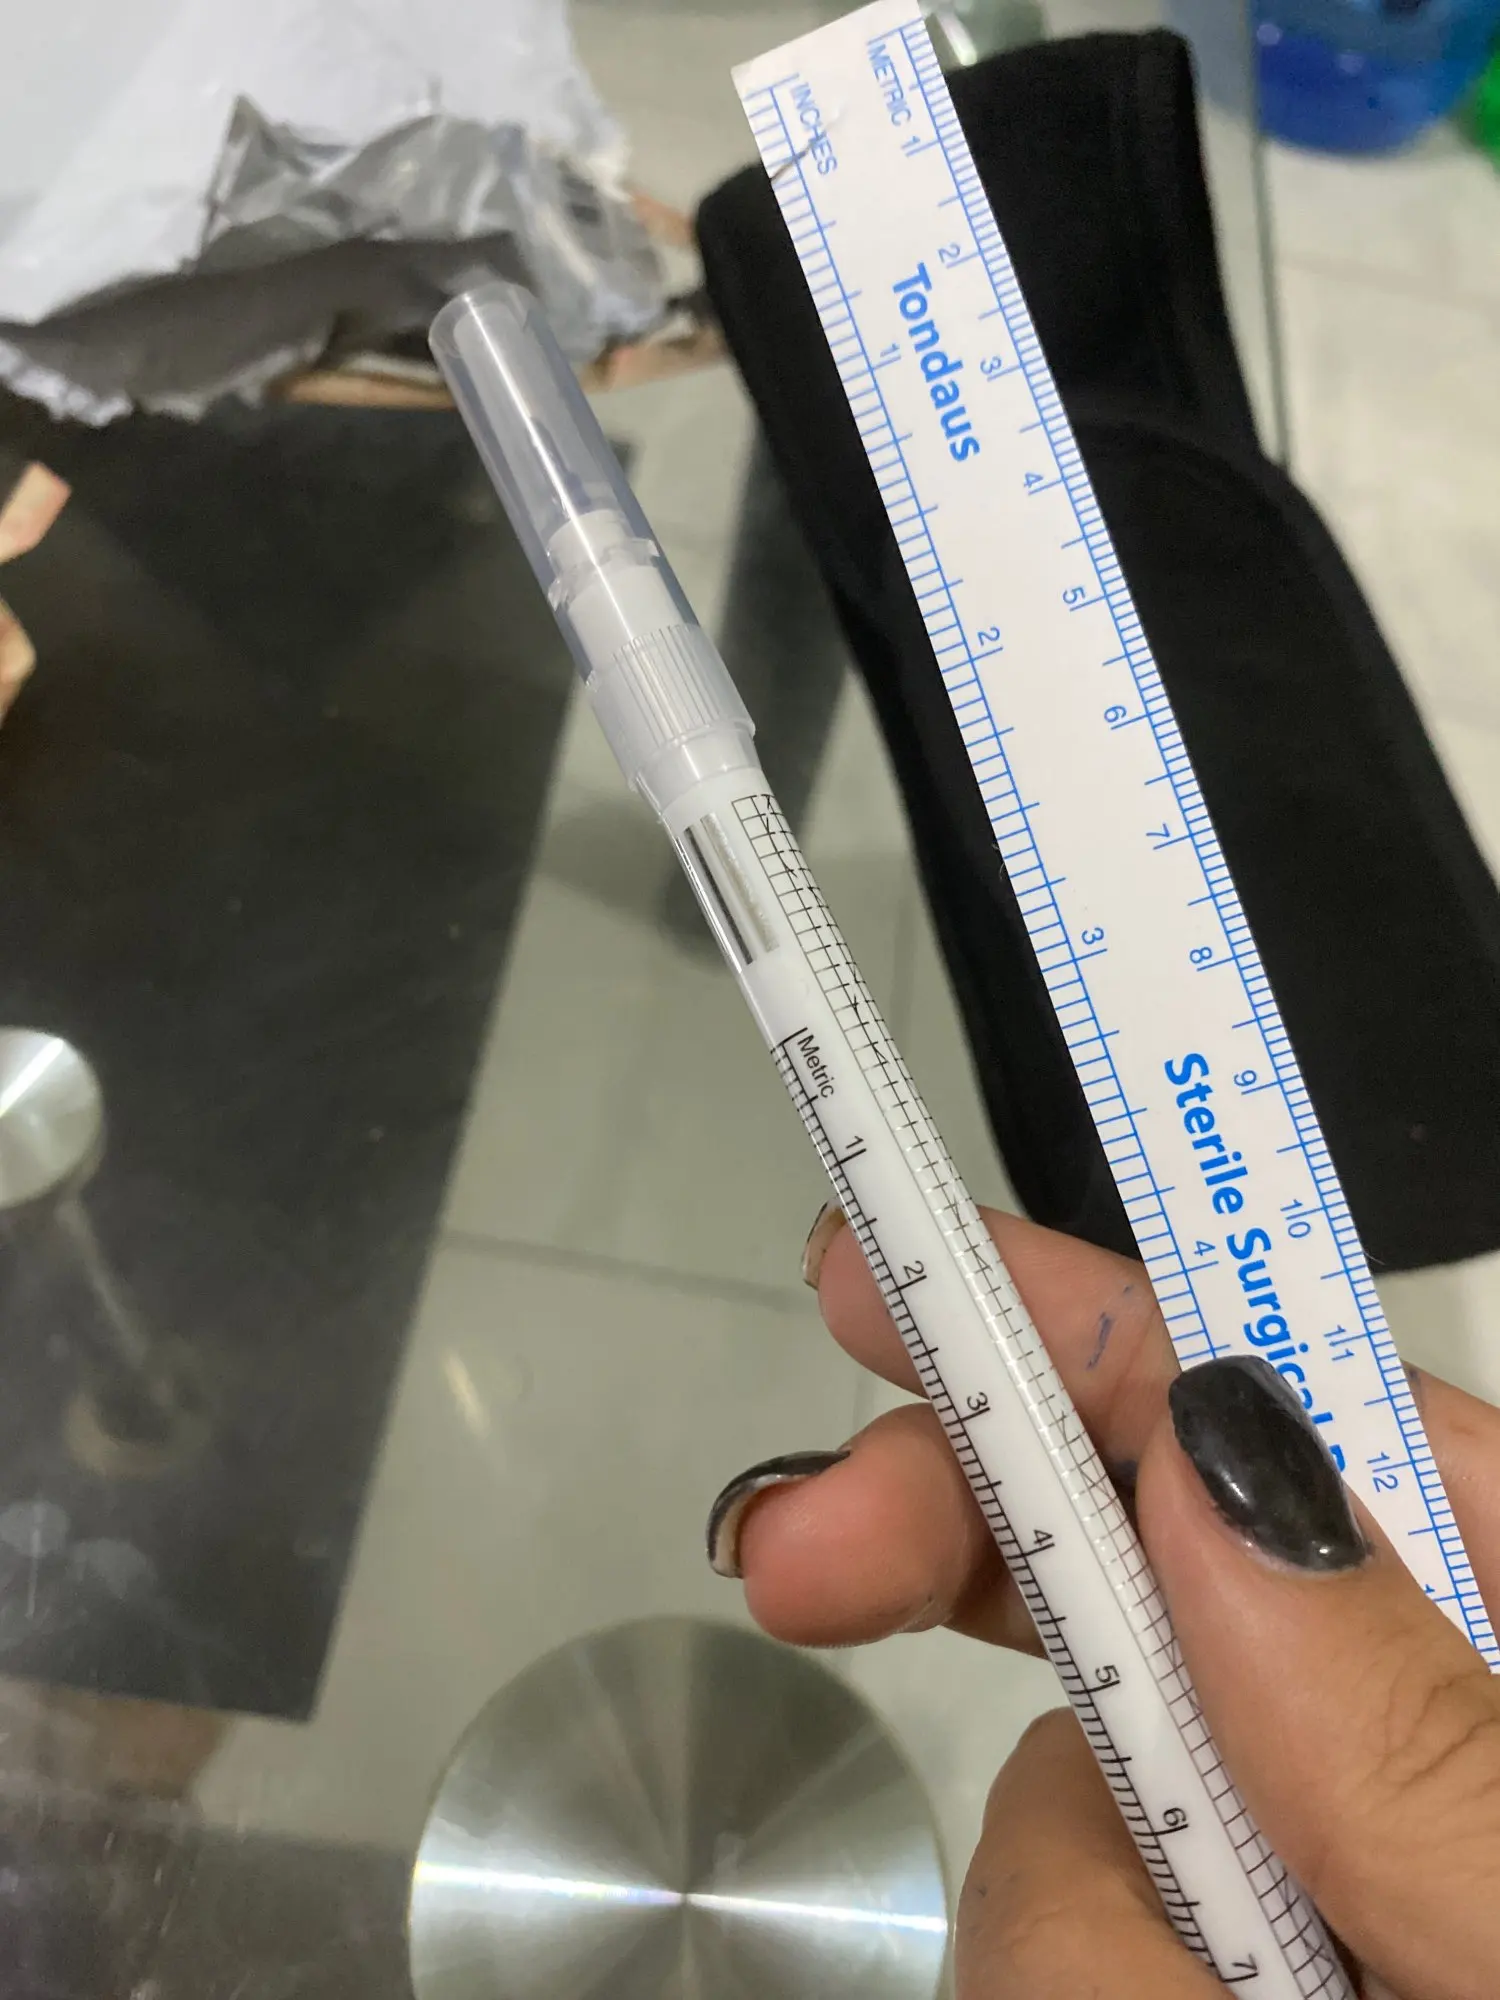 METRIC 1 2 3 4 5 6 7 8 9 10 11 12
INCHES 1 2 3 4
Tondaus
Sterile Surgical
Metric 1 2 3 4 5 6 7